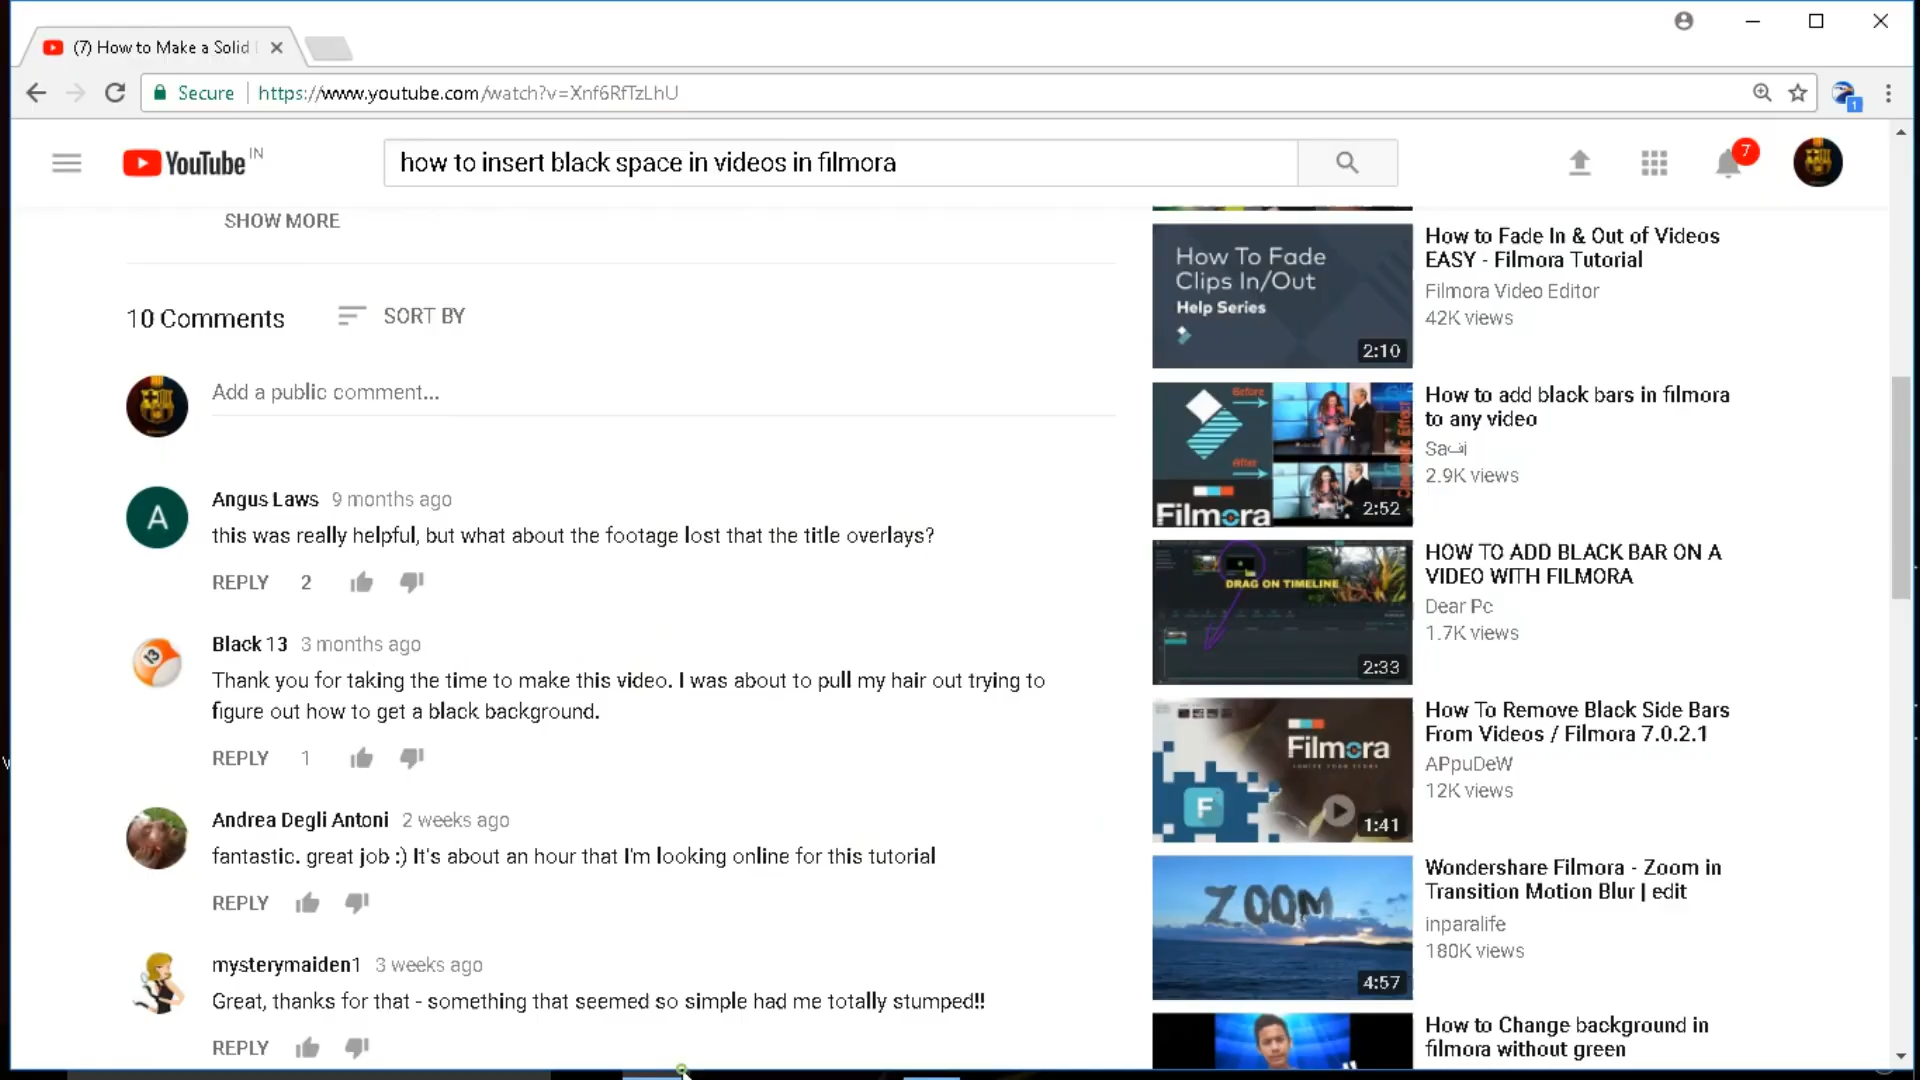 (7) How to Make a Solid
Secure
https://www.youtube.com/watch?v=Xnf6RfTzLhU
1
YouTube IN
how to insert black space in videos in filmora
7
SHOW MORE
10 Comments
SORT BY
Add a public comment...
Angus Laws 9 months ago
this was really helpful, but what about the footage lost that the title overlays?
REPLY 2
Black 13 3 months ago
Thank you for taking the time to make this video. I was about to pull my hair out trying to
figure out how to get a black background.
REPLY 1
Andrea Degli Antoni 2 weeks ago
fantastic. great job :) It's about an hour that I'm looking online for this tutorial
REPLY
mysterymaiden1 3 weeks ago
Great, thanks for that - something that seemed so simple had me totally stumped!!
REPLY
How To Fade
Clips In/Out
Help Series
2:10
How to Fade In & Out of Videos
EASY - Filmora Tutorial
Filmora Video Editor
42K views
Before
After
Filmora
2:52
How to add black bars in filmora
to any video
Saفي
2.9K views
DRAG ON TIMELINE
2:33
HOW TO ADD BLACK BAR ON A
VIDEO WITH FILMORA
Dear Pc
1.7K views
Filmora
F
1:41
How To Remove Black Side Bars
From Videos / Filmora 7.0.2.1
APpuDeW
12K views
ZOOM
4:57
Wondershare Filmora - Zoom in
Transition Motion Blur | edit
inparalife
180K views
How to Change background in
filmora without green